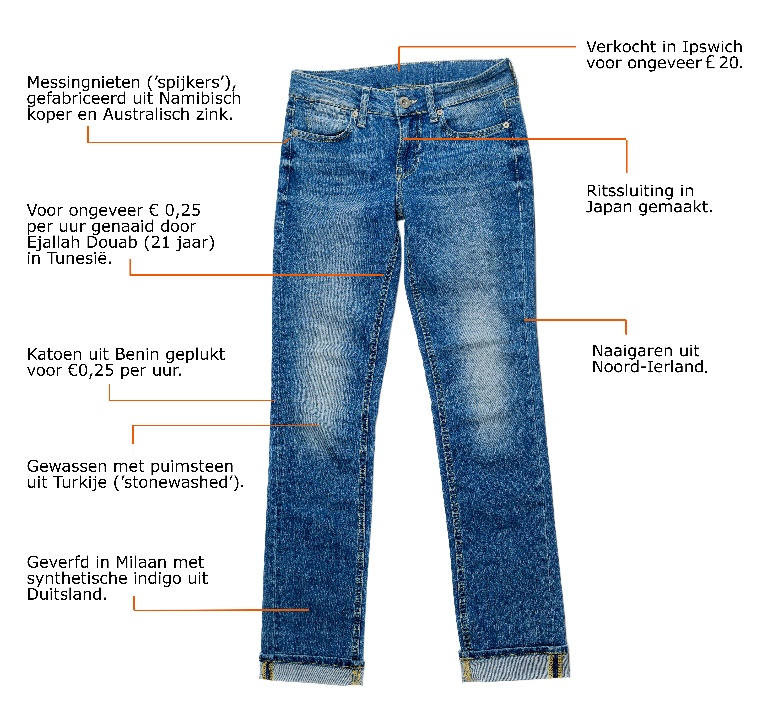 Verkocht in Ipswich
voor ongeveer £ 20.
Messingnieten (’spijkers’),
gefabriceerd uit Namibisch
koper en Australisch zink.
Ritssluiting in
Japan gemaakt.
Voor ongeveer € 0,25
per uur genaaid door
Ejallah Douab (21 jaar)
in Tunesië.
Naaigaren uit
Noord-Ierland.
Katoen uit Benin geplukt
voor €0,25 per uur.
Gewassen met puimsteen
uit Turkije (’stonewashed’).
Geverfd in Milaan met
synthetische indigo uit
Duitsland.